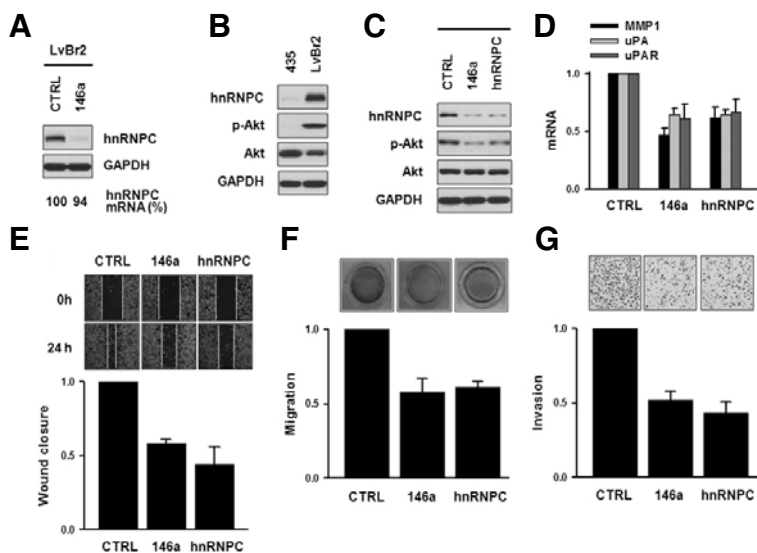 A
LvBr2
CTRL
146a
hnRNPC
GAPDH
100 94 hnRNPC
mRNA (%)
B
435
LvBr2
hnRNPC
p-Akt
Akt
GAPDH
C
CTRL
146a
hnRNPC
hnRNPC
p-Akt
Akt
GAPDH
D
MMP1
uPA
uPAR
1.0
0.5
0.0
mRNA
CTRL 146a hnRNPC
E
CTRL 146a hnRNPC
0h
24 h
1.0
0.5
0.0
Wound closure
CTRL 146a hnRNPC
F
1.0
0.5
0.0
Migration
CTRL 146a hnRNPC
G
1.0
0.5
0.0
Invasion
CTRL 146a hnRNPC